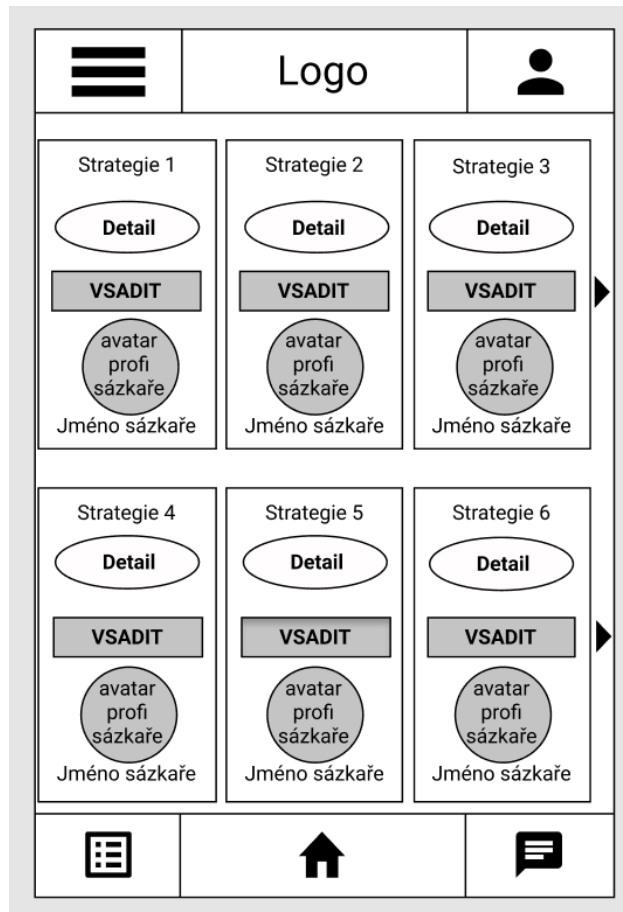 Logo
Strategie 1
Detail
VSADIT
avatar
profi
sázkaře
Jméno sázkaře
Strategie 2
Detail
VSADIT
avatar
profi
sázkaře
Jméno sázkaře
Strategie 3
Detail
VSADIT
avatar
profi
sázkaře
Jméno sázkaře
Strategie 4
Detail
VSADIT
avatar
profi
sázkaře
Jméno sázkaře
Strategie 5
Detail
VSADIT
avatar
profi
sázkaře
Jméno sázkaře
Strategie 6
Detail
VSADIT
avatar
profi
sázkaře
Jméno sázkaře